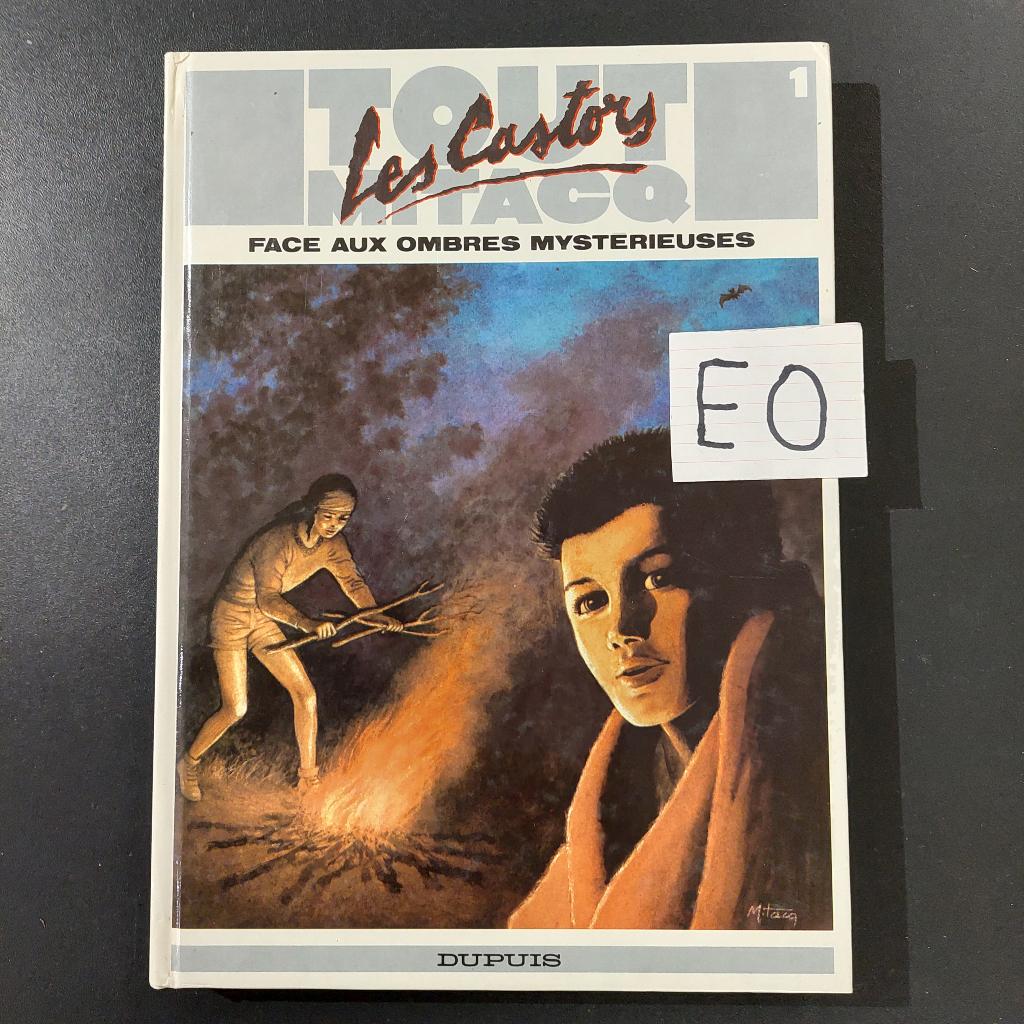 TOUT
1
Les Castors
MITACQ
FACE AUX OMBRES MYSTERIEUSES
EO
Mitacq
DUPUIS